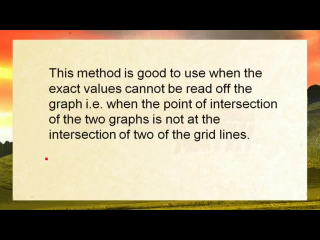 This method is good to use when the
exact values cannot be read off the
graph i.e. when the point of intersection
of the two graphs is not at the
intersection of two of the grid lines.